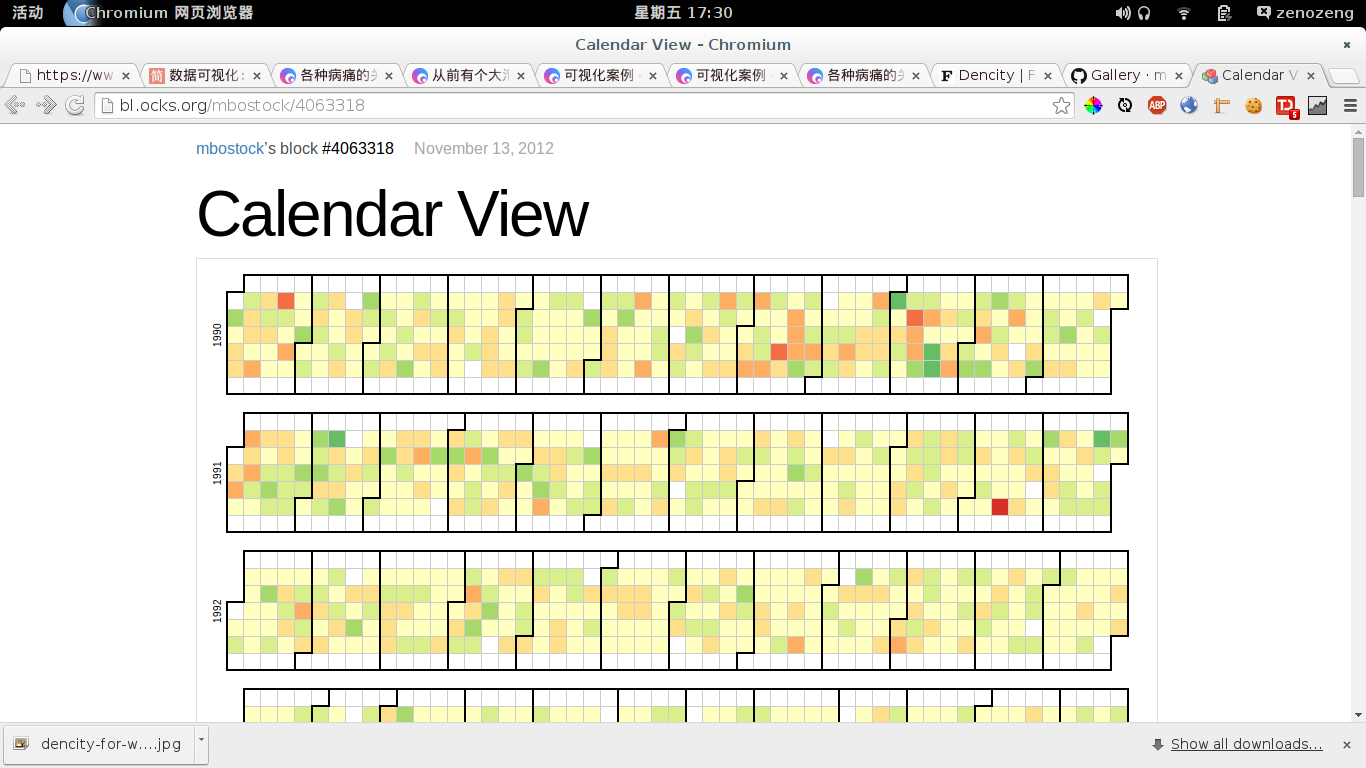 活动 Chromium 网页浏览器 星期五 17:30 zenozeng
Calendar View - Chromium
https://ww 数据可视化: 各种病痛的 从前有个大 可视化案例 - 可视化案例 - 各种病痛的 Dencity | F Gallery · m Calendar V
bl.ocks.org/mbostock/4063318 ABP 5
mbostock's block #4063318 November 13, 2012
Calendar View
1990
1991
1992
dencity-for-w....jpg Show all downloads...